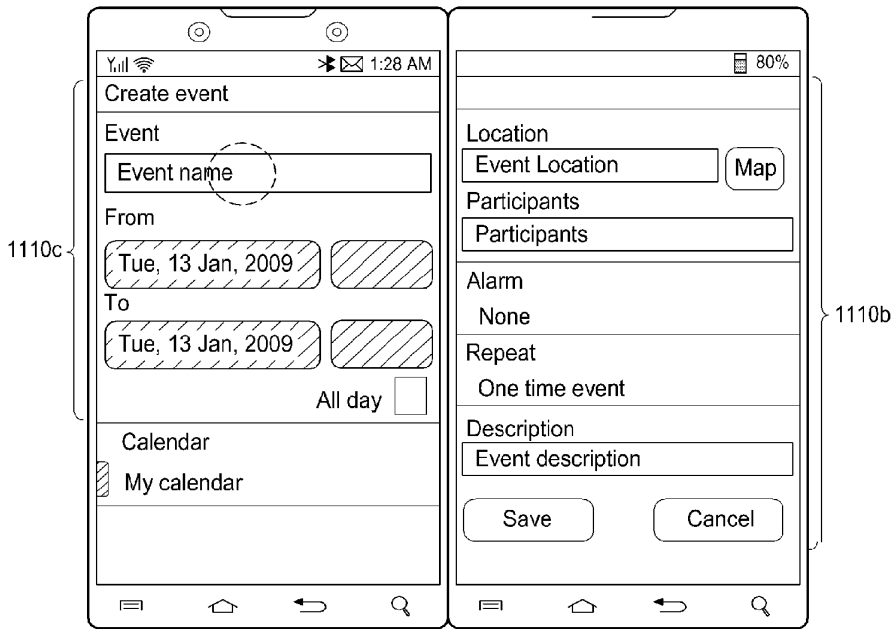 1:28 AM
Create event
Event
Event name
From
Tue, 13 Jan, 2009
To
Tue, 13 Jan, 2009
All day
Calendar
My calendar
1110c
80%
Location
Event Location
Map
Participants
Participants
Alarm
None
Repeat
One time event
Description
Event description
Save
Cancel
1110b